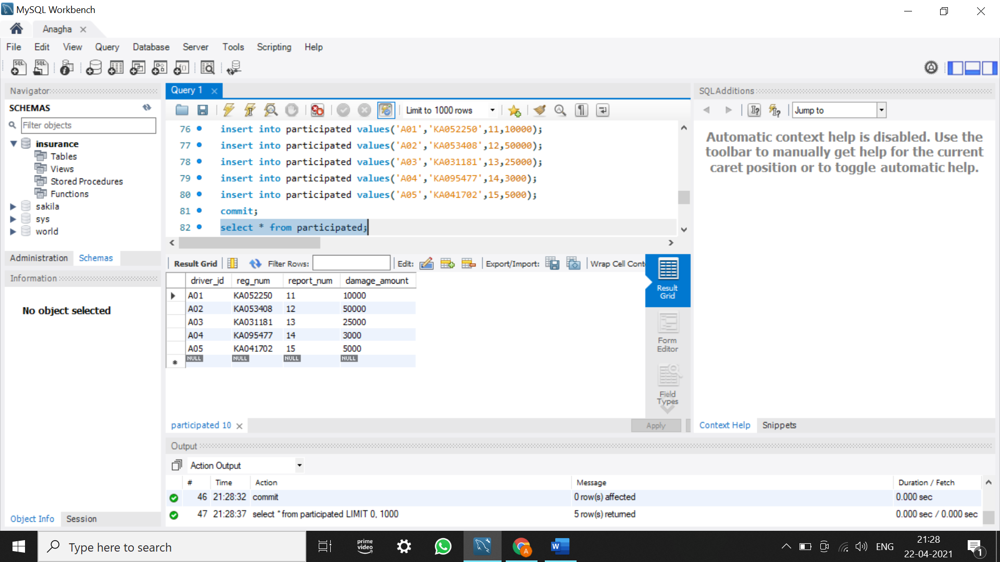 MySQL Workbench
Anagha
File Edit View Query Database Server Tools Scripting Help
Navigator
SCHEMAS
Filter objects
insurance
Tables
Views
Stored Procedures
Functions
sakila
sys
world
Administration Schemas
Information
No object selected
Object Info Session
Query 1
Limit to 1000 rows
76 insert into participated values('A01','KA052250',11,10000);
77 insert into participated values('A02','KA053408',12,50000);
78 insert into participated values('A03','KA031181',13,25000);
79 insert into participated values('A04','KA095477',14,3000);
80 insert into participated values('A05','KA041702',15,5000);
81 commit;
82 select * from participated;
Result Grid Filter Rows: Edit: Export/Import: Wrap Cell Cont
driver_id reg_num report_num damage_amount
A01 KA052250 11 10000
A02 KA053408 12 50000
A03 KA031181 13 25000
A04 KA095477 14 3000
A05 KA041702 15 5000
NULL NULL NULL NULL
Result
Grid
Form
Editor
Field
Types
participated 10
Apply
SQLAdditions
Jump to
Automatic context help is disabled. Use the
toolbar to manually get help for the current
caret position or to toggle automatic help.
Context Help Snippets
Output
Action Output
# Time Action Message Duration / Fetch
46 21:28:32 commit 0 row(s) affected 0.000 sec
47 21:28:37 select * from participated LIMIT 0, 1000 5 row(s) returned 0.000 sec / 0.000 sec
Type here to search
prime
video
ENG
21:28
22-04-2021
1